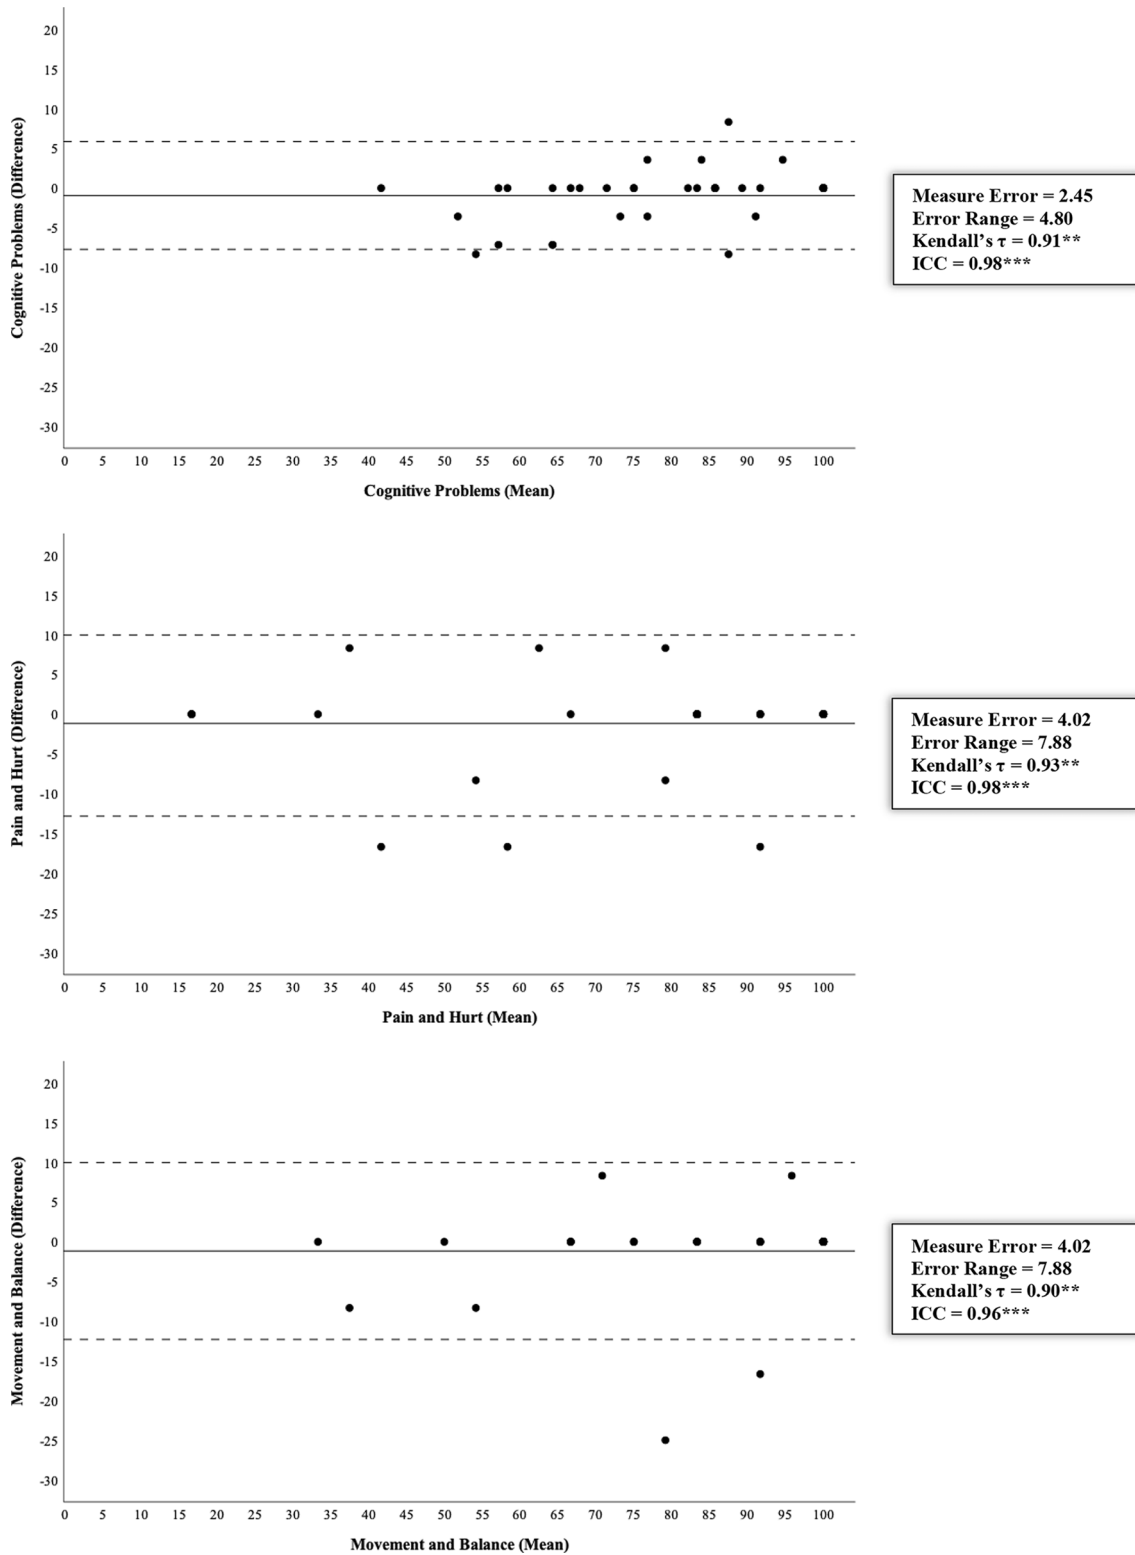 20
15
10
5
0
-5
-10
-15
-20
-25
-30
Cognitive Problems (Difference)
0 5 10 15 20 25 30 35 40 45 50 55 60 65 70 75 80 85 90 95 100
Cognitive Problems (Mean)
Measure Error = 2.45
Error Range = 4.80
Kendall’s τ = 0.91**
ICC = 0.98***
20
15
10
5
0
-5
-10
-15
-20
-25
-30
Pain and Hurt (Difference)
0 5 10 15 20 25 30 35 40 45 50 55 60 65 70 75 80 85 90 95 100
Pain and Hurt (Mean)
Measure Error = 4.02
Error Range = 7.88
Kendall’s τ = 0.93**
ICC = 0.98***
20
15
10
5
0
-5
-10
-15
-20
-25
-30
Movement and Balance (Difference)
0 5 10 15 20 25 30 35 40 45 50 55 60 65 70 75 80 85 90 95 100
Movement and Balance (Mean)
Measure Error = 4.02
Error Range = 7.88
Kendall’s τ = 0.90**
ICC = 0.96***